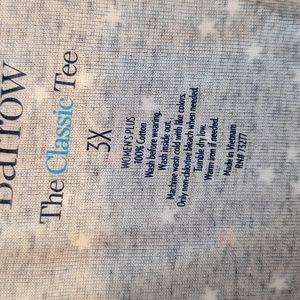 Barrow
The Classic Tee
3X
WOMEN'S PLUS
100% Cotton
Wash before wearing.
Wash inside out.
Machine wash cold with like colors.
Only non-chlorine bleach when needed.
Tumble dry low.
Warm iron if needed.
Made in Vietnam
RN# 73277